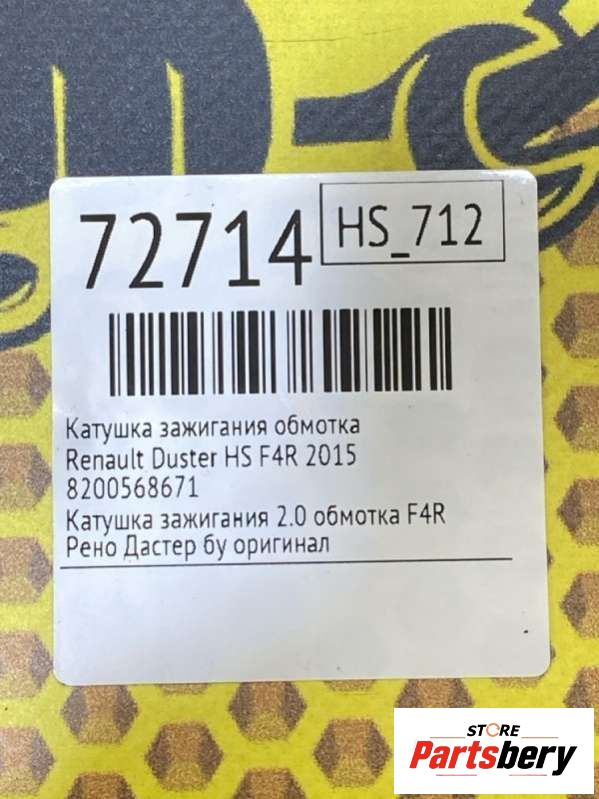 72714
HS_712
Катушка зажигания обмотка
Renault Duster HS F4R 2015
8200568671
Катушка зажигания 2.0 обмотка F4R
Рено Дастер бу оригинал
STORE
Partsbery